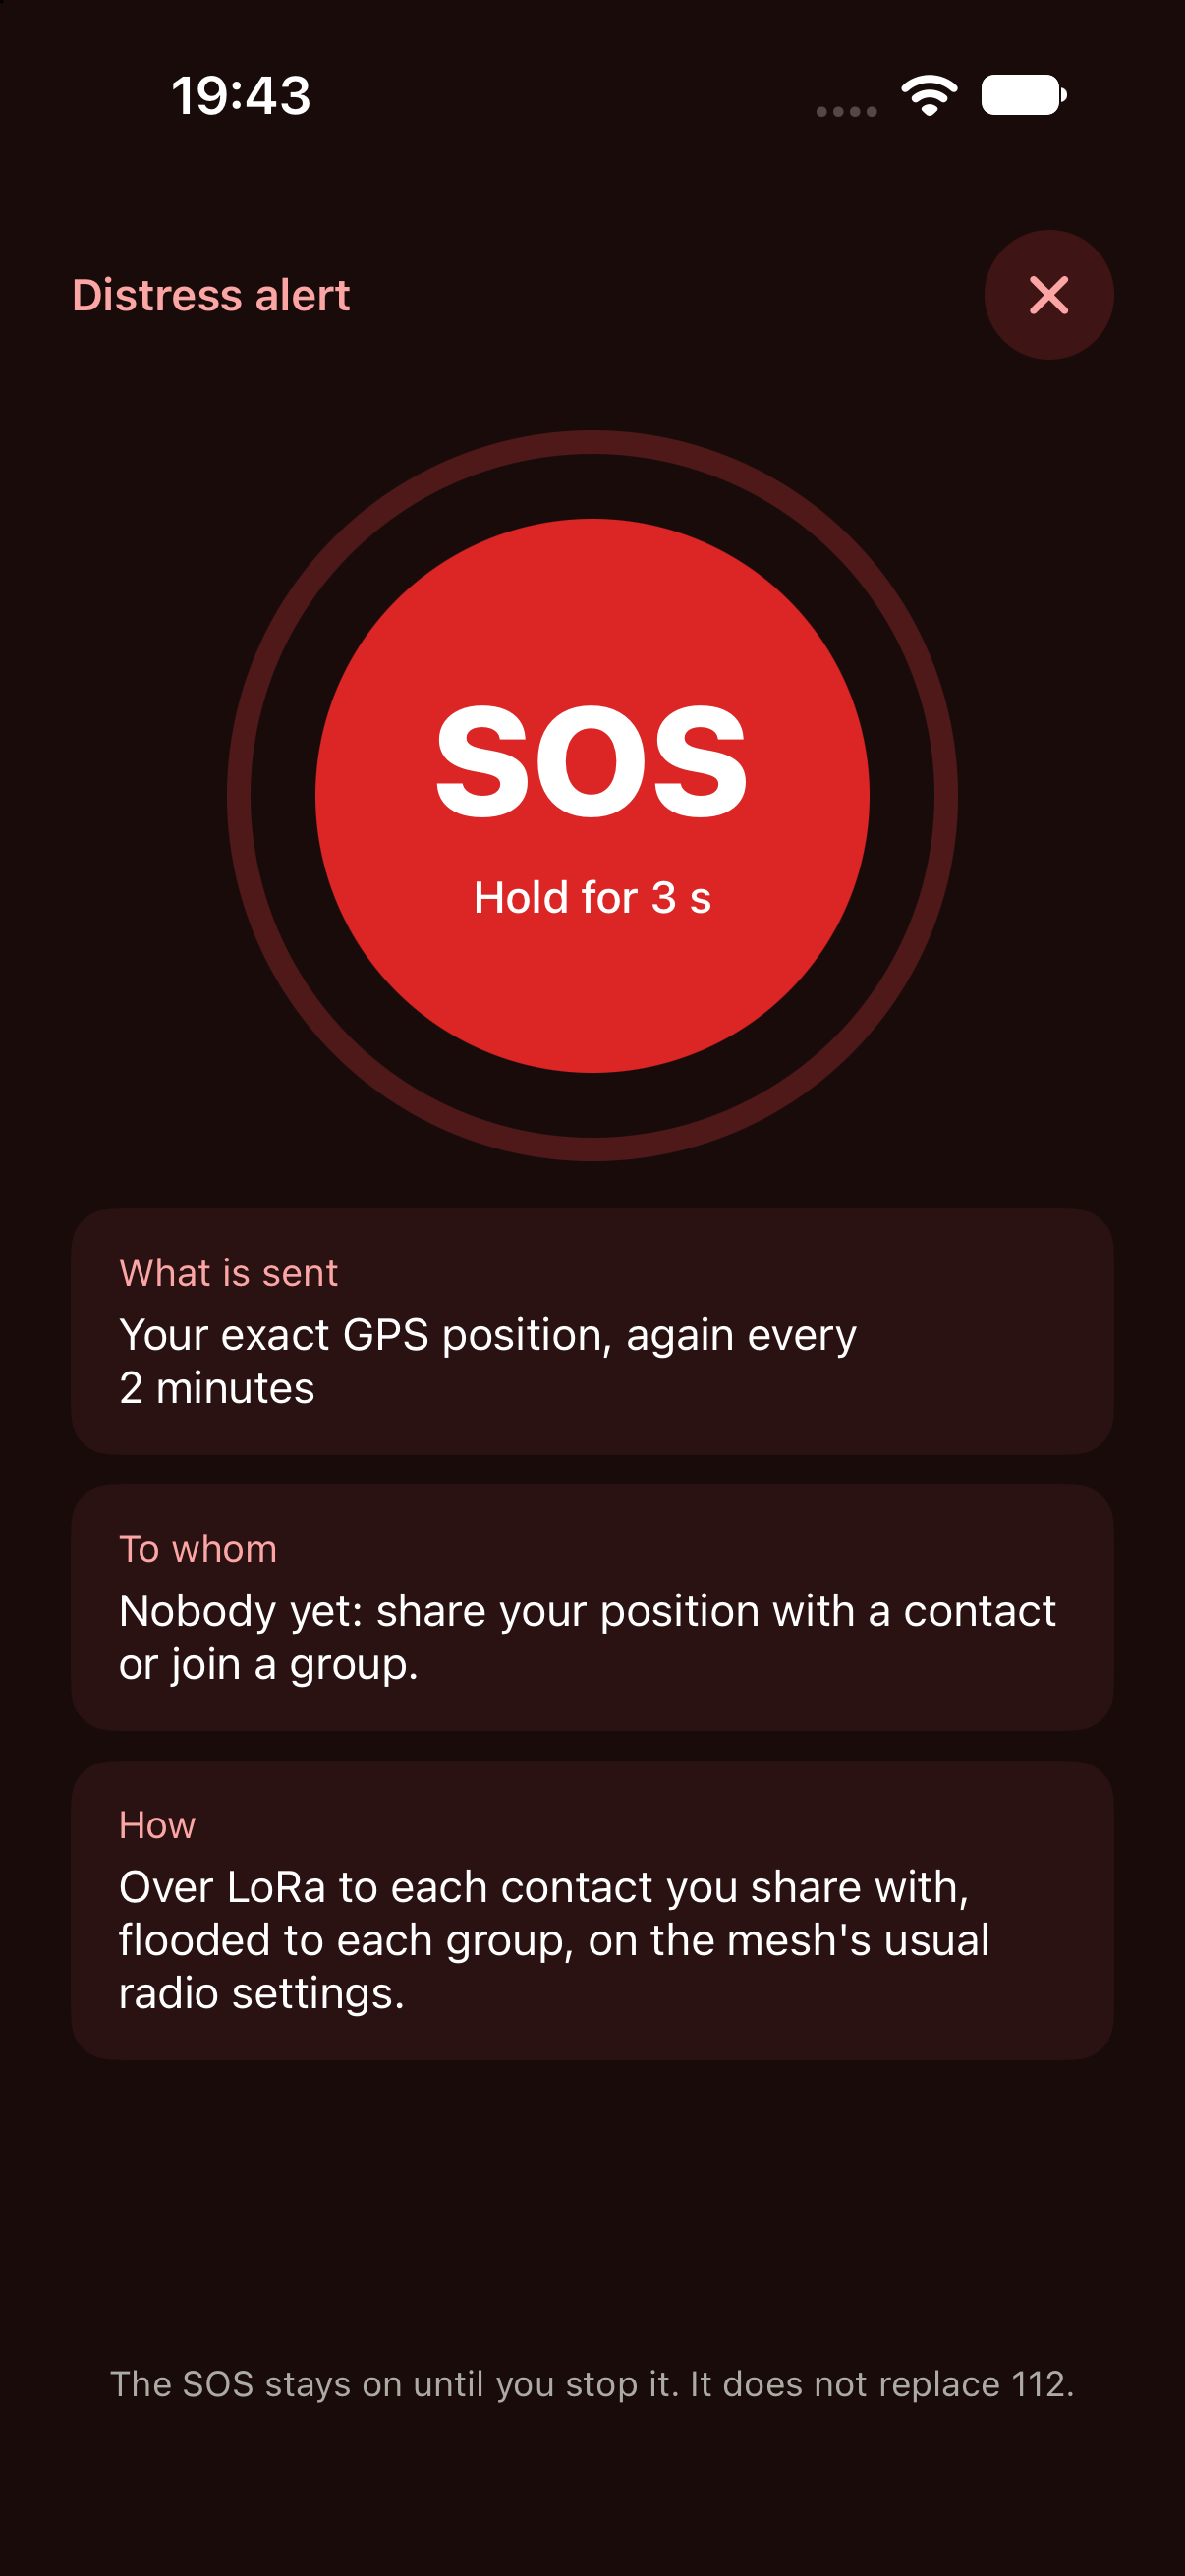 19:43
Distress alert
SOS
Hold for 3 s
What is sent
Your exact GPS position, again every
2 minutes
To whom
Nobody yet: share your position with a contact
or join a group.
How
Over LoRa to each contact you share with,
flooded to each group, on the mesh's usual
radio settings.
The SOS stays on until you stop it. It does not replace 112.